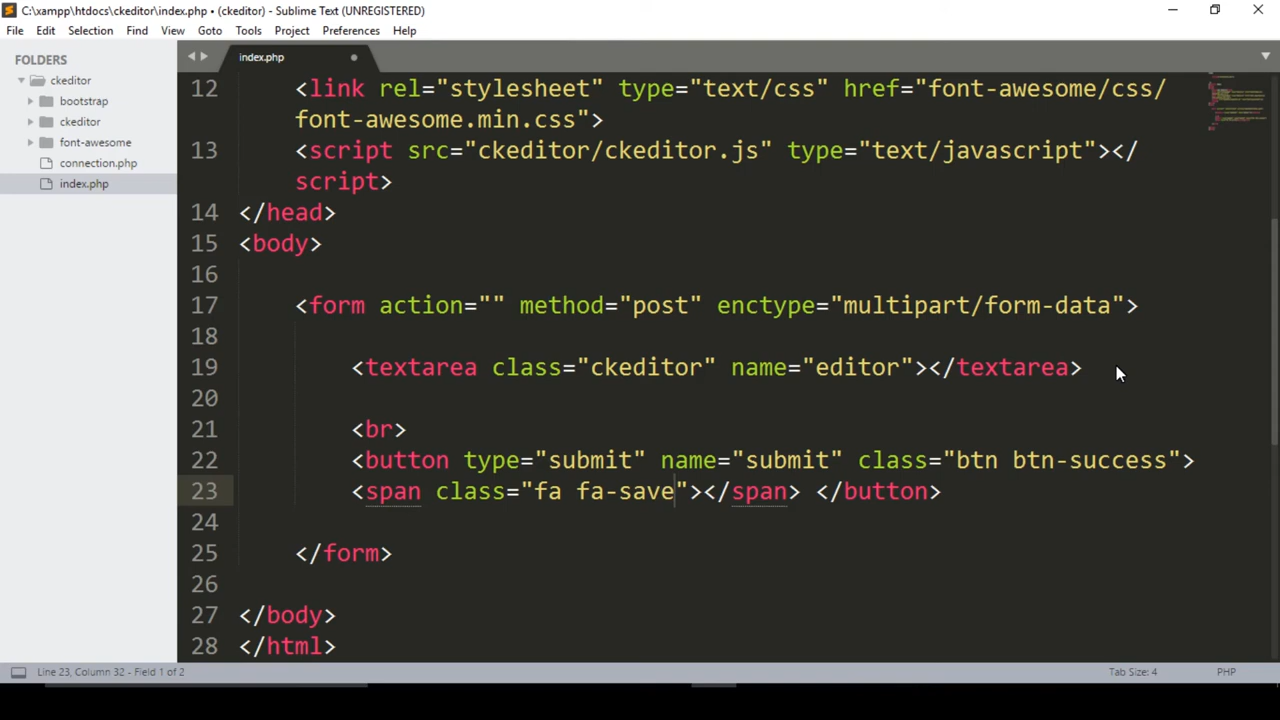 C:\xampp\htdocs\ckeditor\index.php • (ckeditor) - Sublime Text (UNREGISTERED)
File Edit Selection Find View Goto Tools Project Preferences Help
FOLDERS
ckeditor
bootstrap
ckeditor
font-awesome
connection.php
index.php
index.php
12 <link rel="stylesheet" type="text/css" href="font-awesome/css/
font-awesome.min.css">
13 <script src="ckeditor/ckeditor.js" type="text/javascript"></
script>
14 </head>
15 <body>
16
17 <form action="" method="post" enctype="multipart/form-data">
18
19 <textarea class="ckeditor" name="editor"></textarea>
20
21 <br>
22 <button type="submit" name="submit" class="btn btn-success">
23 <span class="fa fa-save"></span> </button>
24
25 </form>
26
27 </body>
28 </html>
Line 23, Column 32 - Field 1 of 2 Tab Size: 4 PHP